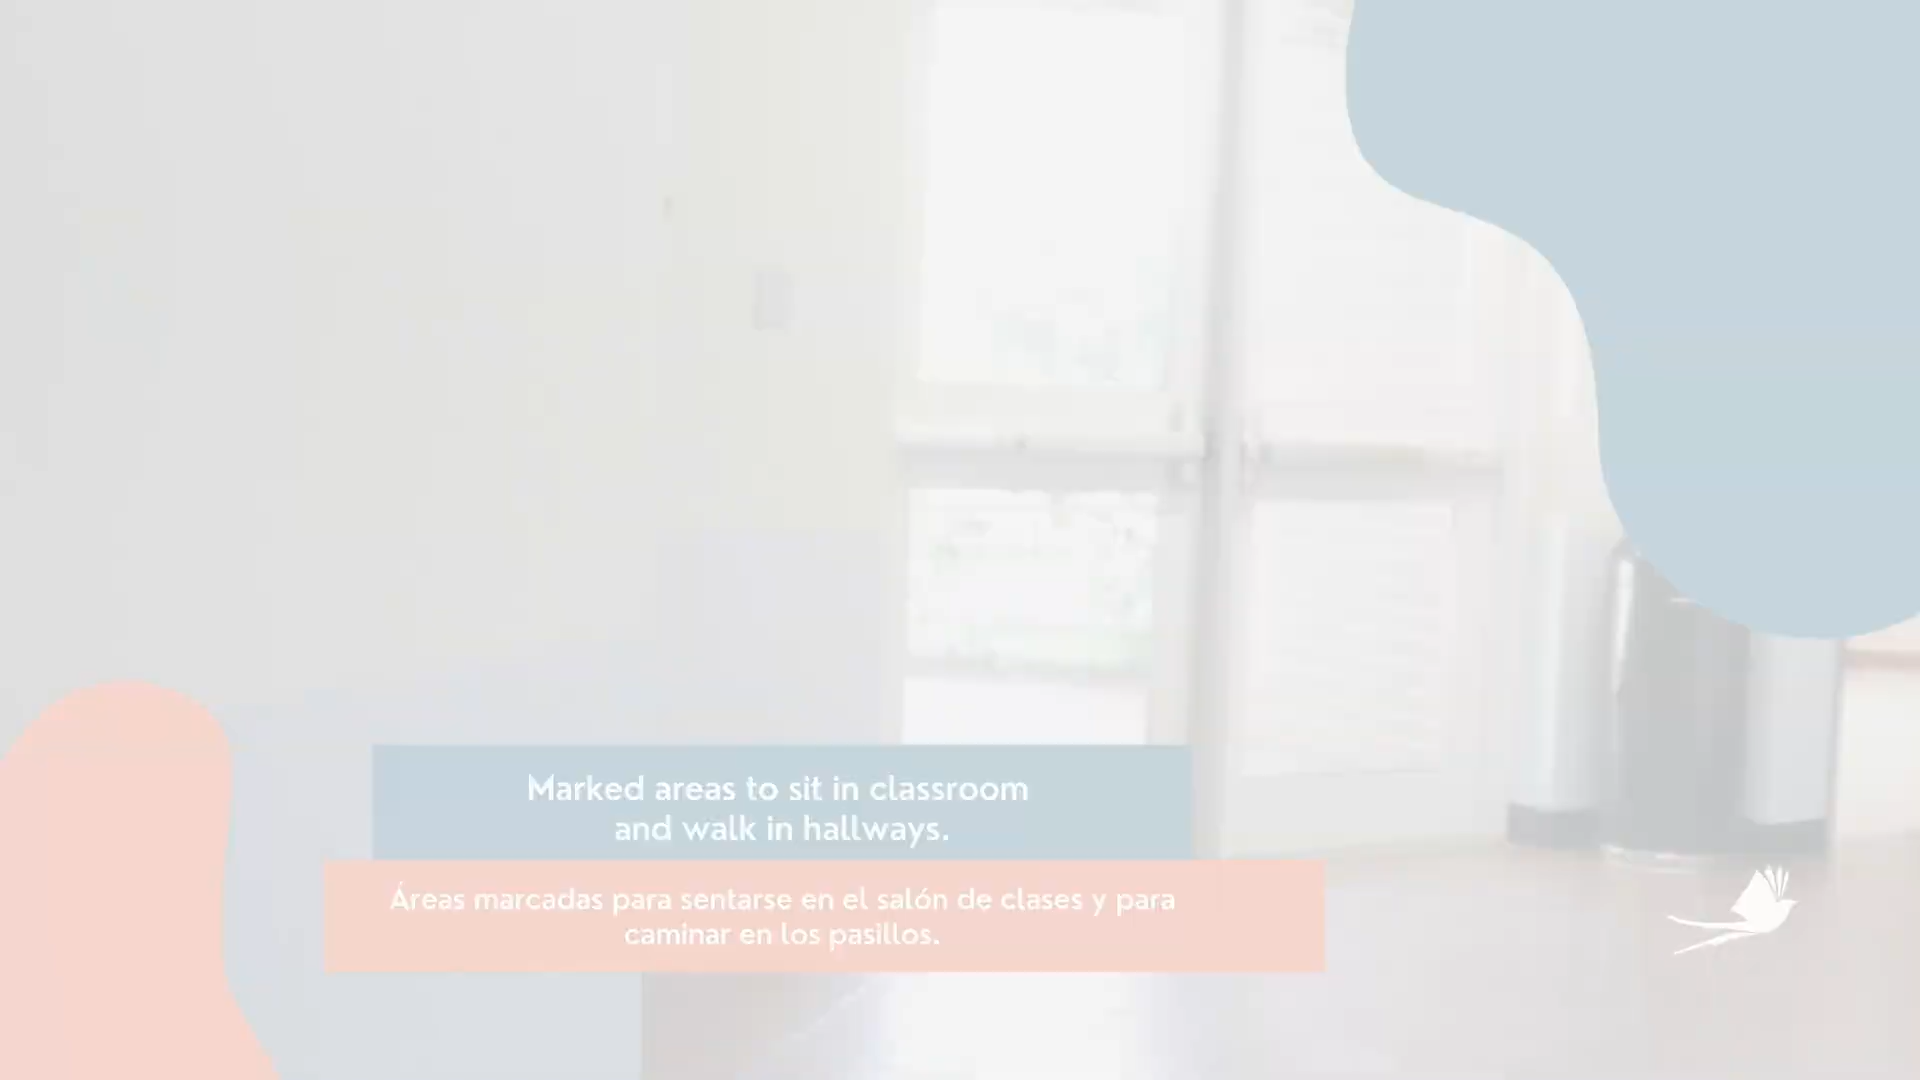 Marked areas to sit in classroom
and walk in hallways.
Áreas marcadas para sentarse en el salón de clases y para
caminar en los pasillos.